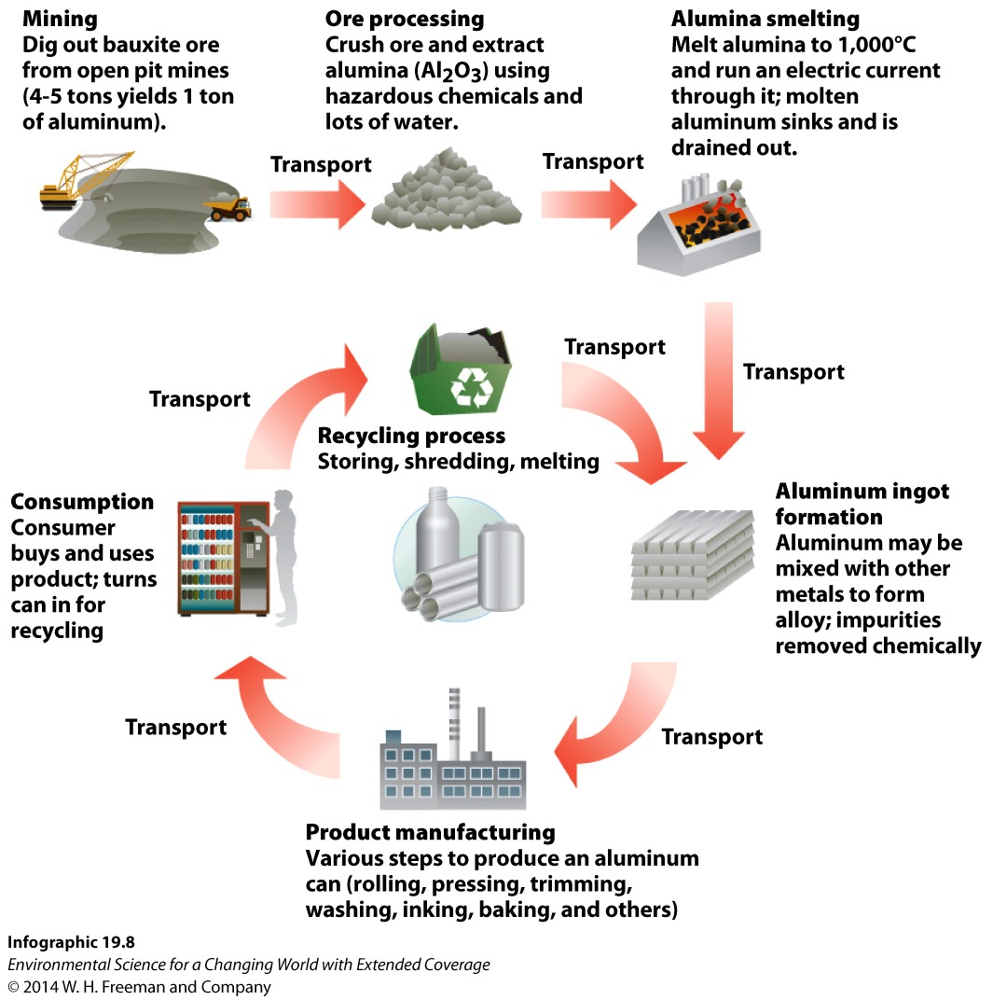 Mining
Dig out bauxite ore
from open pit mines
(4-5 tons yields 1 ton
of aluminum).
Ore processing
Crush ore and extract
alumina (Al₂O₃) using
hazardous chemicals and
lots of water.
Alumina smelting
Melt alumina to 1,000°C
and run an electric current
through it; molten
aluminum sinks and is
drained out.
Transport
Transport
Transport
Transport
Transport
Recycling process
Storing, shredding, melting
Consumption
Consumer
buys and uses
product; turns
can in for
recycling
Aluminum ingot
formation
Aluminum may be
mixed with other
metals to form
alloy; impurities
removed chemically
Transport
Transport
Product manufacturing
Various steps to produce an aluminum
can (rolling, pressing, trimming,
washing, inking, baking, and others)
Infographic 19.8
Environmental Science for a Changing World with Extended Coverage
© 2014 W. H. Freeman and Company